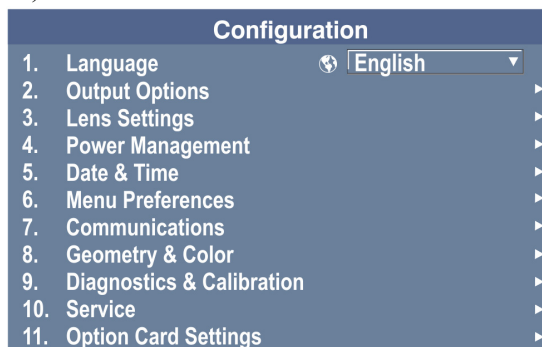 Configuration
1. Language English
2. Output Options
3. Lens Settings
4. Power Management
5. Date & Time
6. Menu Preferences
7. Communications
8. Geometry & Color
9. Diagnostics & Calibration
10. Service
11. Option Card Settings